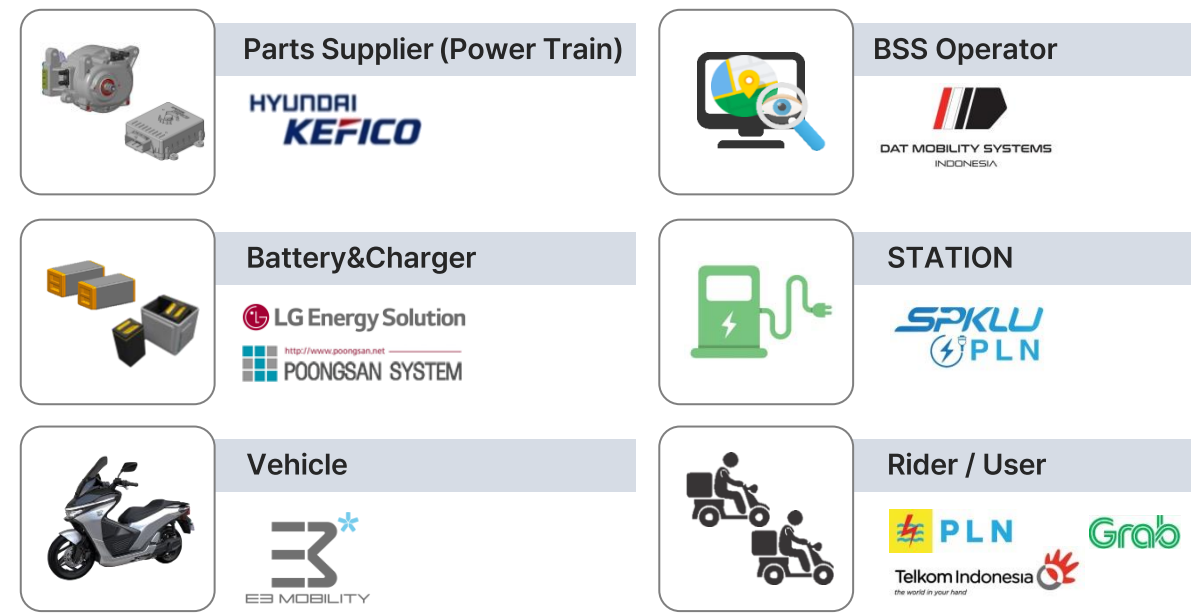 Parts Supplier (Power Train)
HYUNDAI
KEFICO
BSS Operator
DAT MOBILITY SYSTEMS
INDONESIA
Battery&Charger
LG Energy Solution
http://www.poongsan.net
POONGSAN SYSTEM
STATION
SPKLU
PLN
Vehicle
E3 MOBILITY
Rider / User
PLN
Grab
Telkom Indonesia
the world in your hand